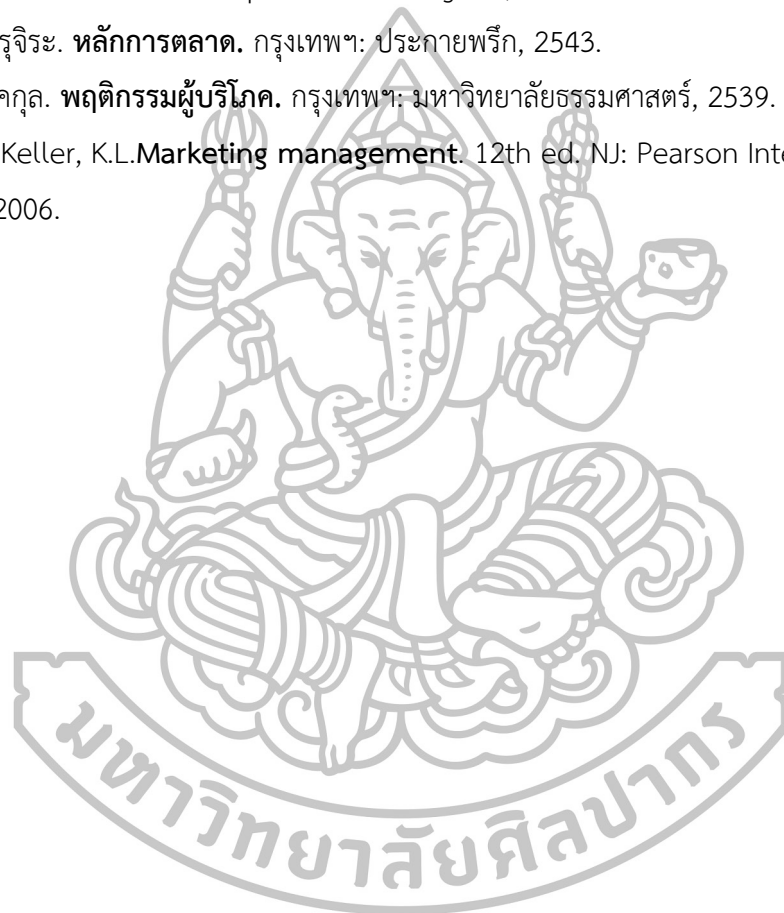 รุจิระ. หลักการตลาด. กรุงเทพฯ: ประกายพรึก, 2543.
คกุล. พฤติกรรมผู้บริโภค. กรุงเทพฯ: มหาวิทยาลัยธรรมศาสตร์, 2539.
Keller, K.L.Marketing management. 12th ed. NJ: Pearson Inte
2006.
มหาวิทยาลัยศิลปากร